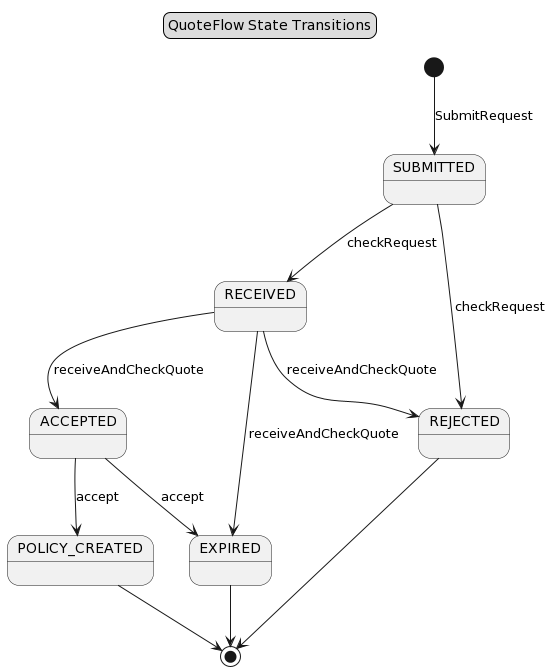 QuoteFlow State Transitions
SubmitRequest
SUBMITTED
checkRequest
RECEIVED
checkRequest
receiveAndCheckQuote
receiveAndCheckQuote
ACCEPTED
REJECTED
receiveAndCheckQuote
accept
accept
POLICY_CREATED
EXPIRED